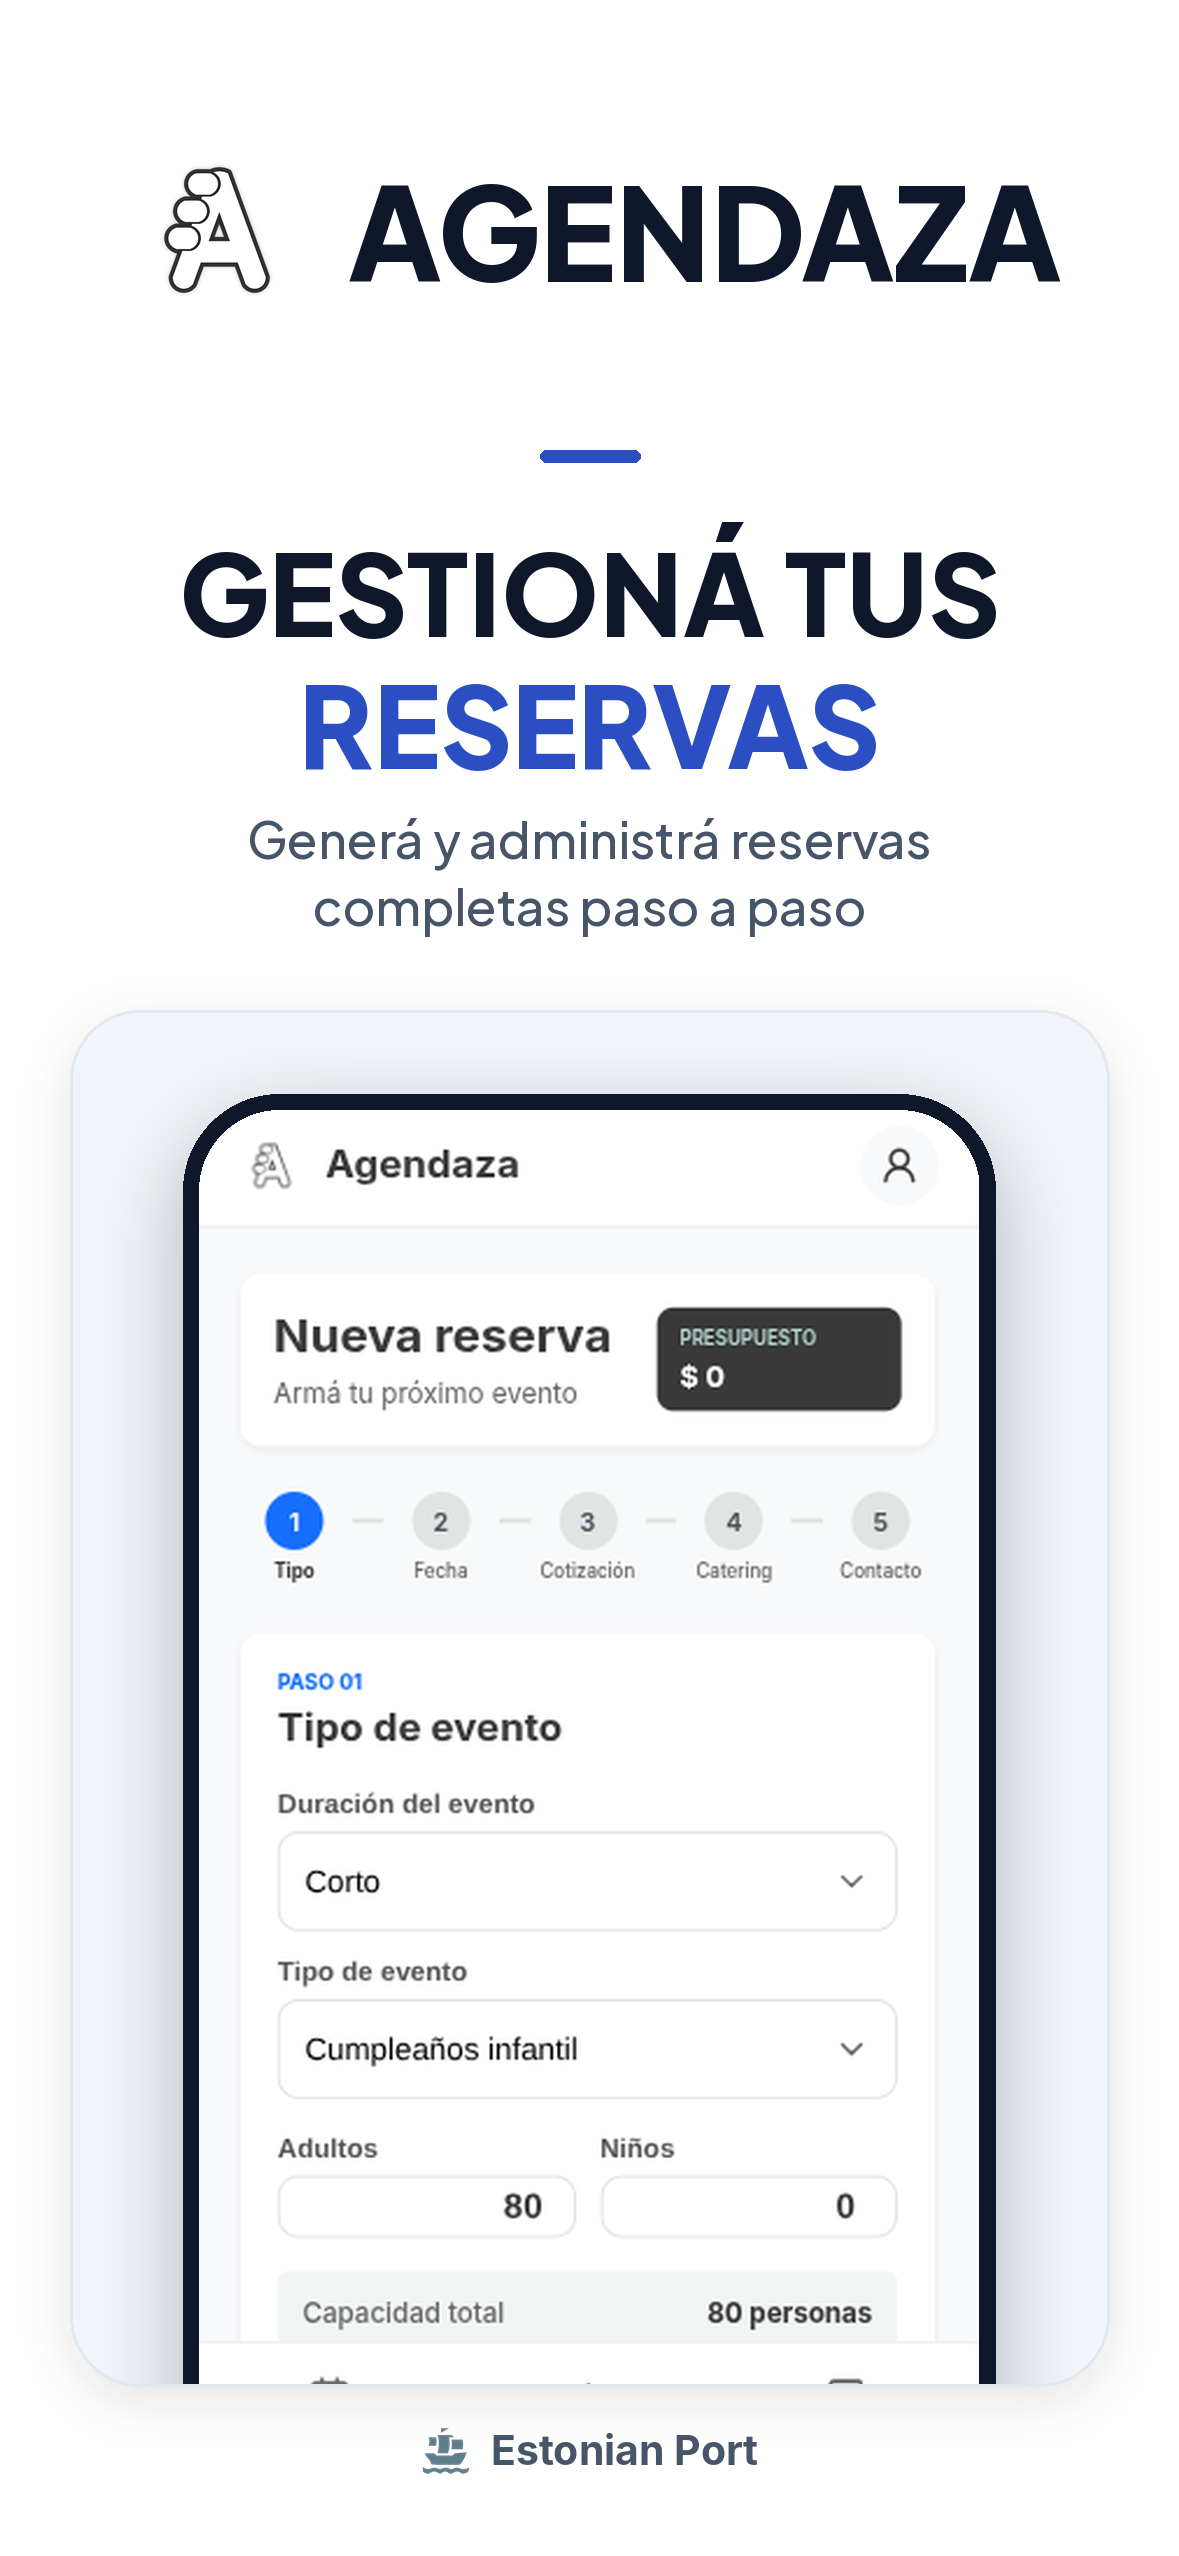 AGENDAZA
GESTIONÁ TUS
RESERVAS
Generá y administrá reservas
completas paso a paso
Agendaza
Nueva reserva
Armá tu próximo evento
PRESUPUESTO
$ 0
1 2 3 4 5
Tipo Fecha Cotización Catering Contacto
PASO 01
Tipo de evento
Duración del evento
Corto
Tipo de evento
Cumpleaños infantil
Adultos Niños
80 0
Capacidad total 80 personas
Estonian Port